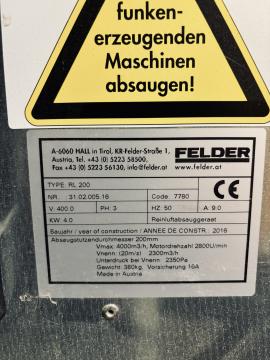 funken-
erzeugenden
Maschinen
absaugen!
A-6060 HALL in Tirol, KR-Felder-Straße 1,
Austria, Tel. +43 (0) 5223 58500,
Fax +43 (0) 5223 56130, info@felder.at
FELDER
www.felder.at
TYPE: RL 200
NR.: 31.02.005.16 Code: 7780
V: 400.0 PH: 3 HZ: 50 A: 9.0
KW: 4.0 Reinluftabsauggeraet
CE
Baujahr / year of construction / ANNEE DE CONSTR.: 2016
Absaugstutzendurchmesser 200mm
Vmax: 4000m3/h, Motordrehzahl 2800U/min
Vnenn: (20m/s) 2300m3/h
Unterdruck bei Vnenn: 2350Pa
Gewicht: 380kg, Vorsicherung 16A
Made in Austria